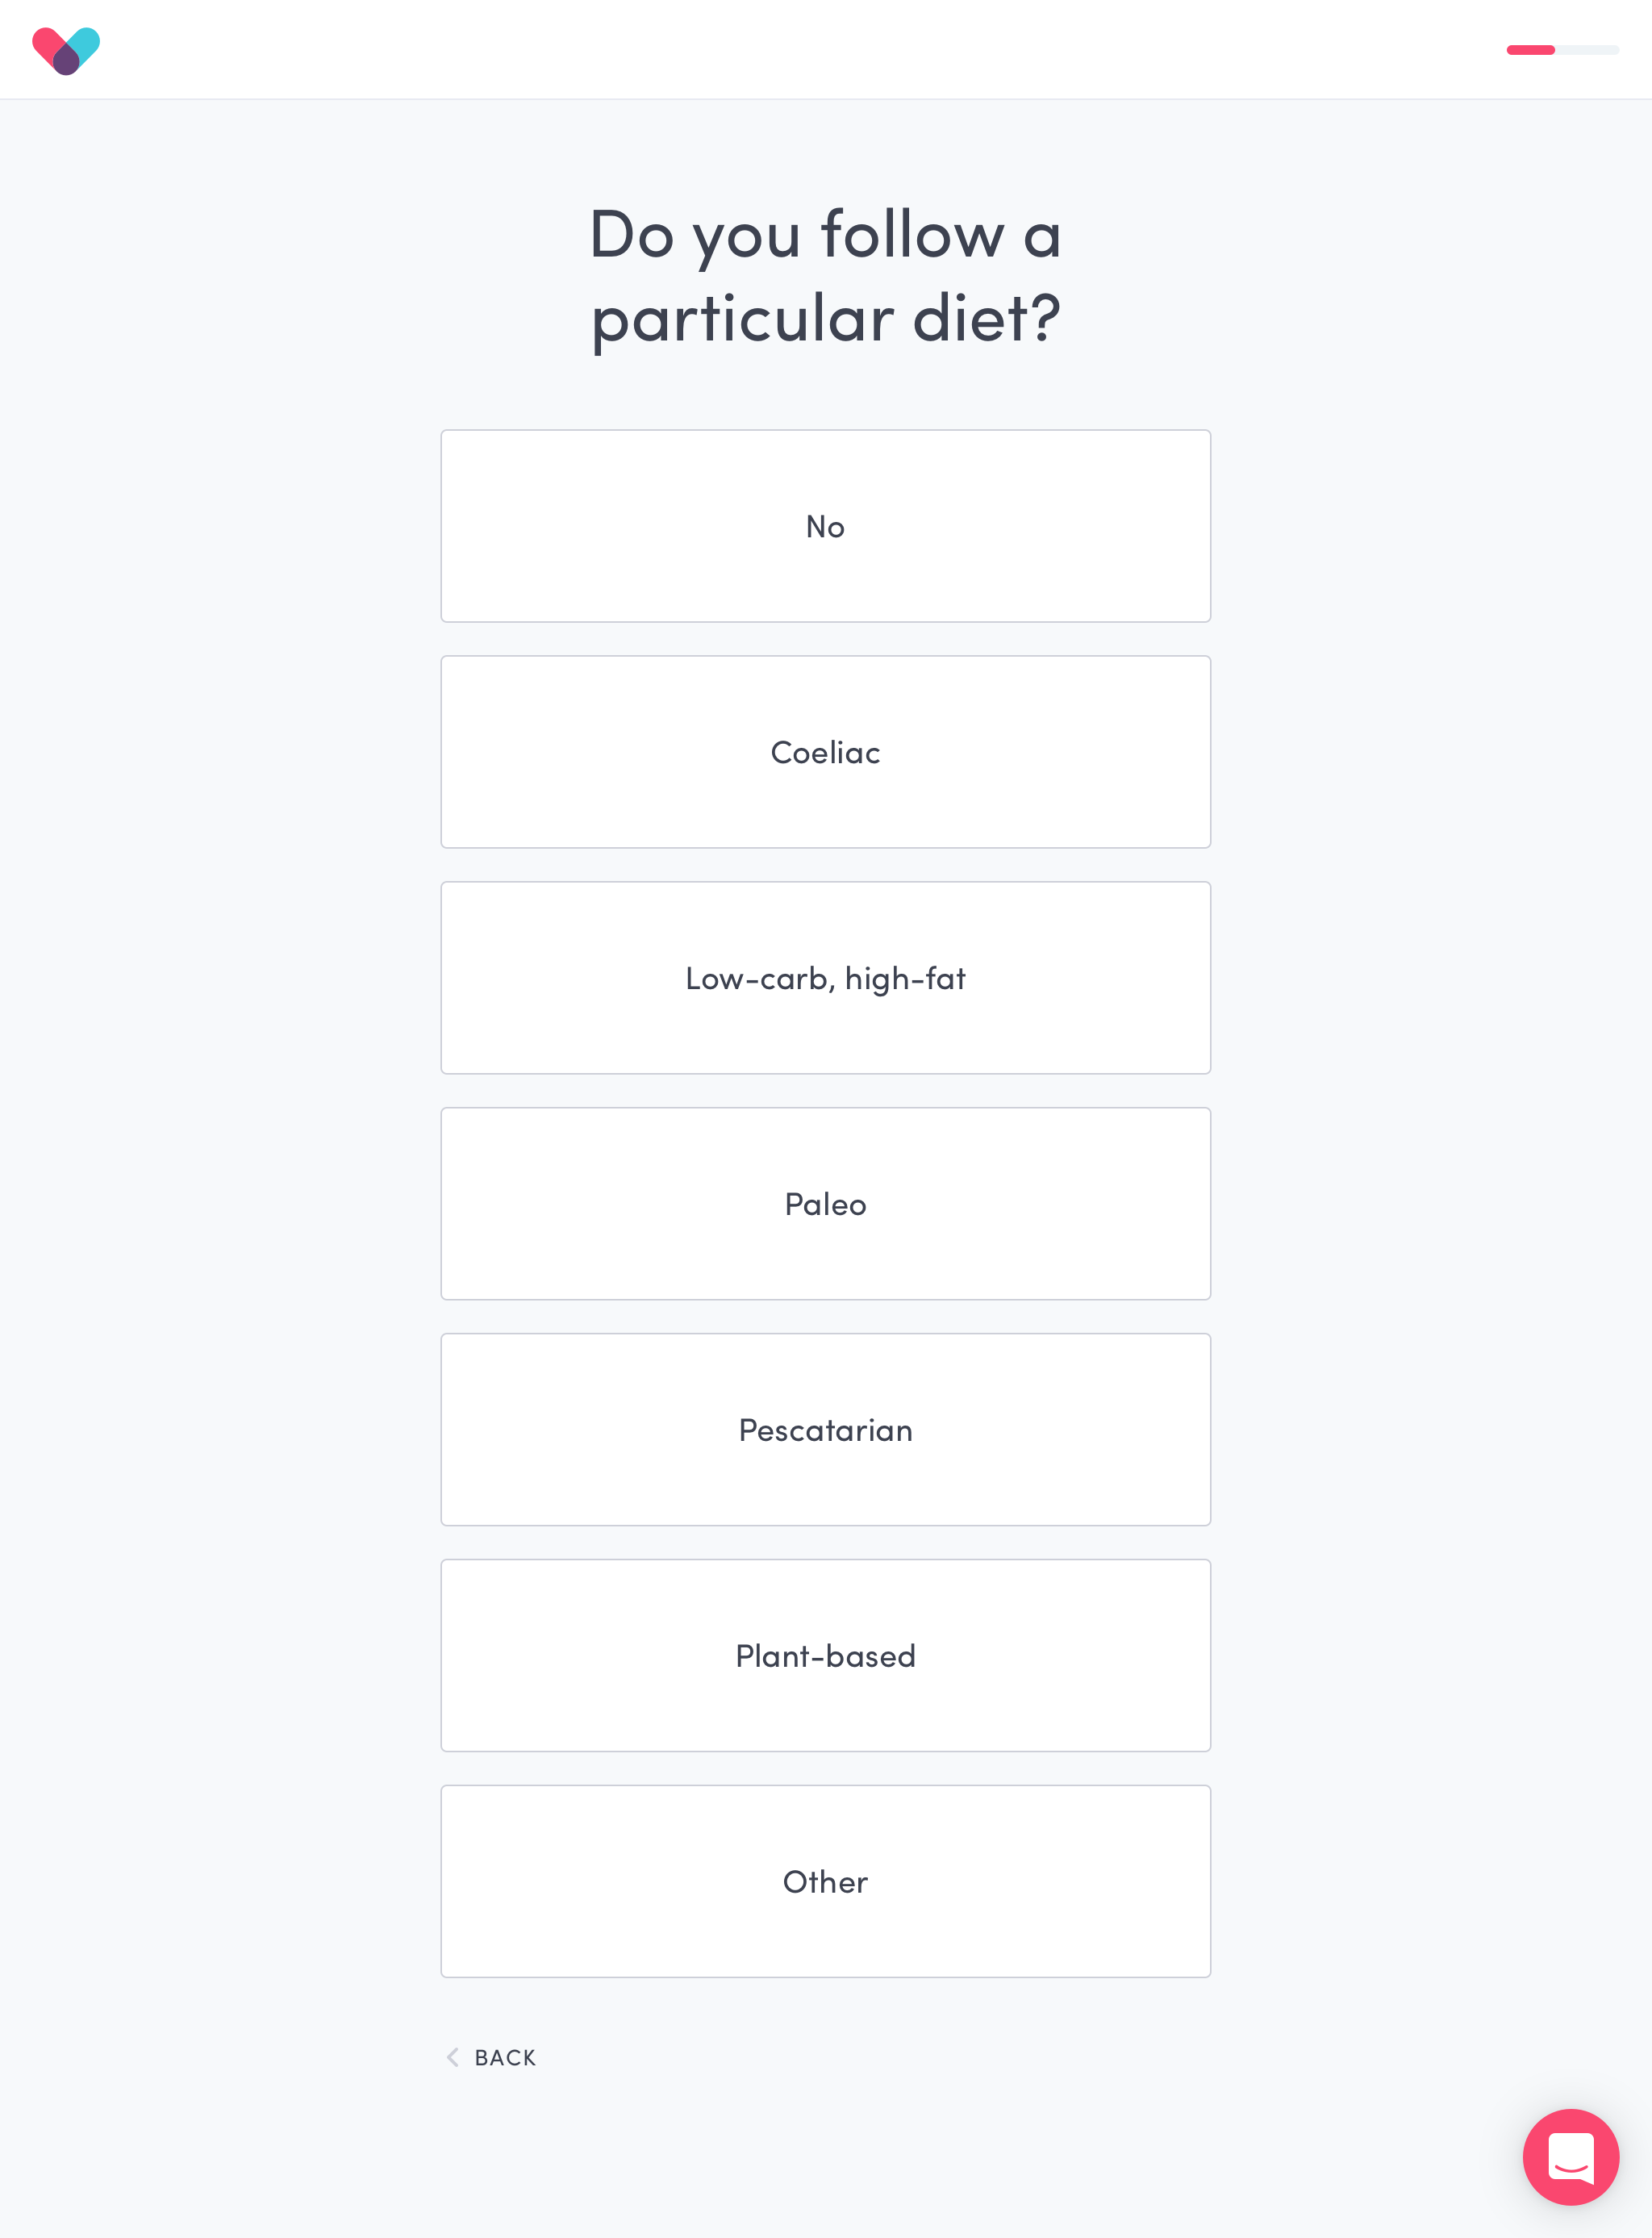 Do you follow a
particular diet?
No
Coeliac
Low-carb, high-fat
Paleo
Pescatarian
Plant-based
Other
BACK